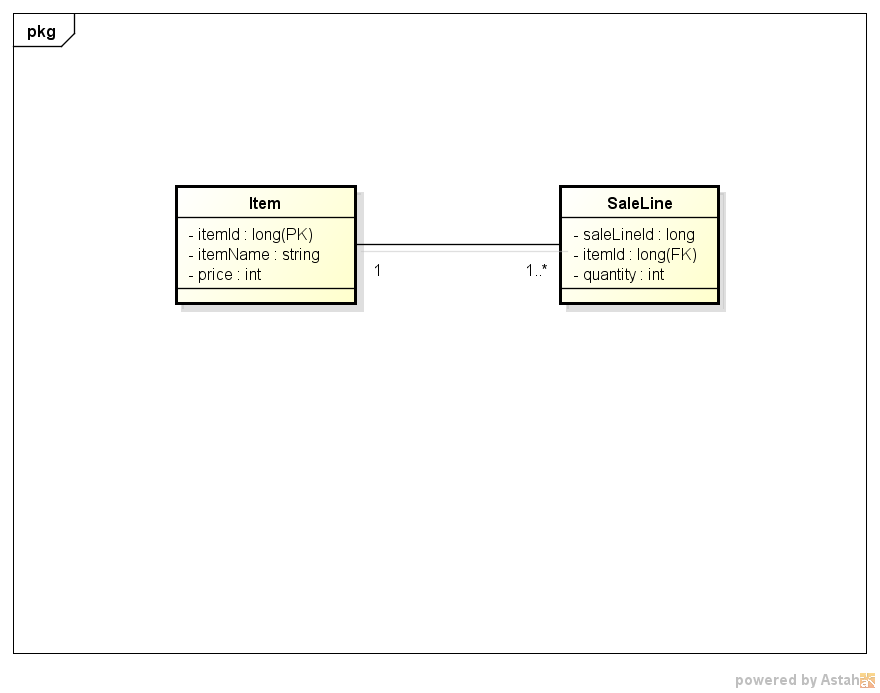 pkg
Item
- itemId : long(PK)
- itemName : string
- price : int
SaleLine
- saleLineId : long
- itemId : long(FK)
- quantity : int
1
1..*
powered by Astah